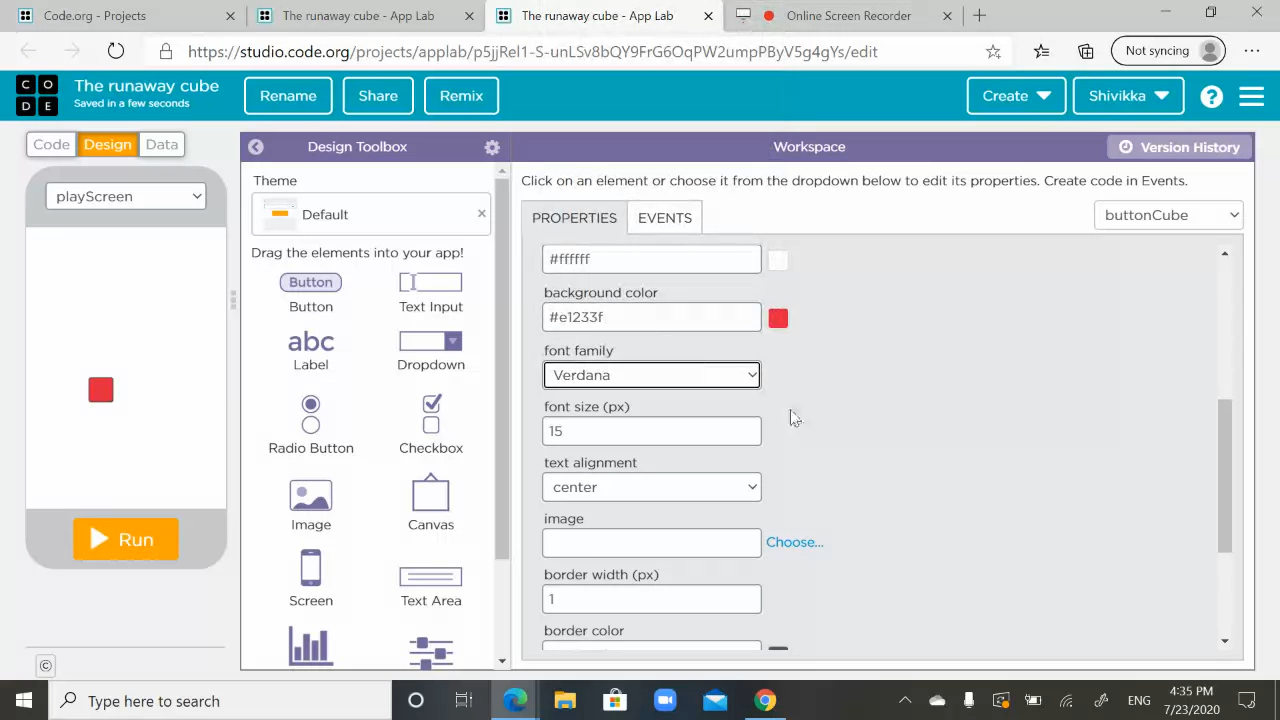 Code.org - Projects
The runaway cube - App Lab
The runaway cube - App Lab
Online Screen Recorder
https://studio.code.org/projects/applab/p5jjRel1-S-unLSv8bQY9FrG6OqPW2umpPByV5g4gYs/edit
Not syncing
C O
D E
The runaway cube
Saved in a few seconds
Rename
Share
Remix
Create
Shivikka
Code
Design
Data
Design Toolbox
Workspace
Version History
playScreen
Theme
Default
Drag the elements into your app!
Button
Button
Text Input
abc
Label
Dropdown
Radio Button
Checkbox
Image
Canvas
Screen
Text Area
Run
Click on an element or choose it from the dropdown below to edit its properties. Create code in Events.
PROPERTIES
EVENTS
buttonCube
#ffffff
background color
#e1233f
font family
Verdana
font size (px)
15
text alignment
center
image
Choose...
border width (px)
1
border color
©
Type here to search
ENG
4:35 PM
7/23/2020